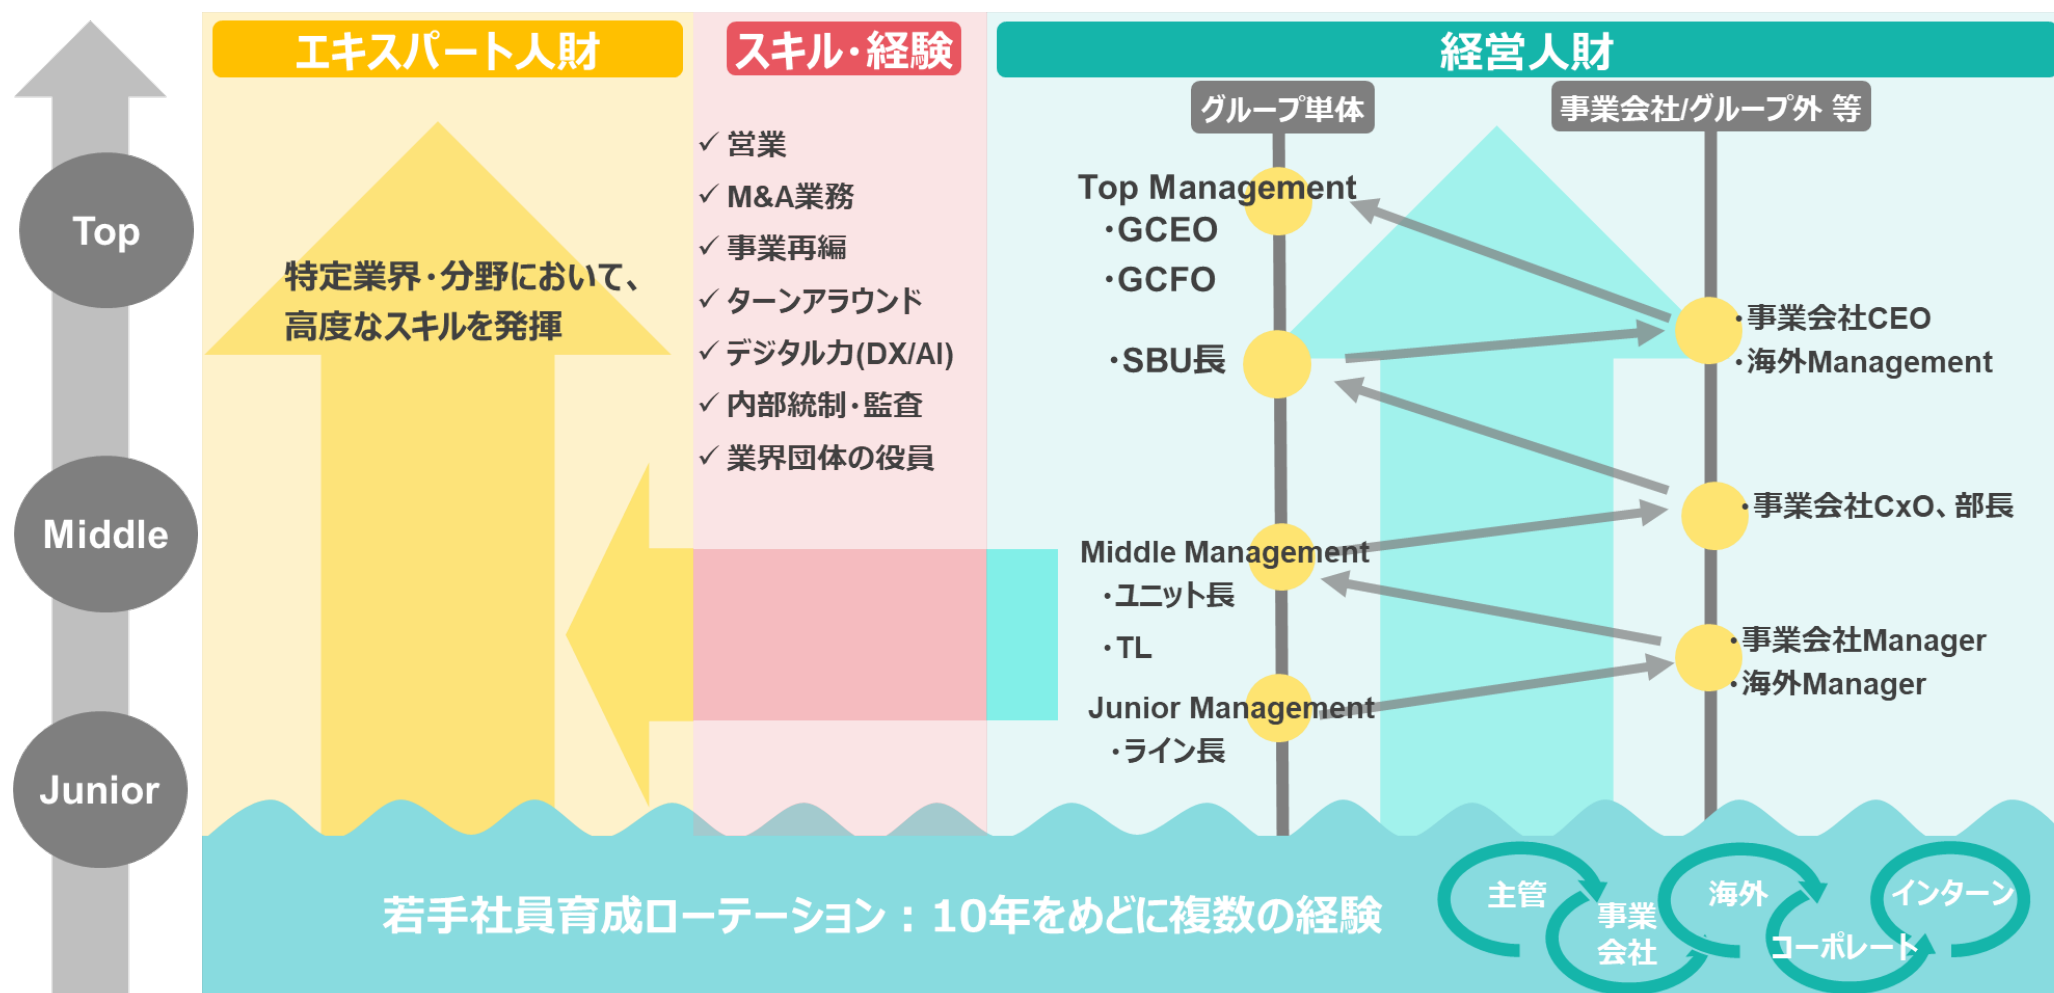 エキスパート人財
スキル・経験
経営人財
グループ単体
事業会社/グループ外 等
Top
Middle
Junior
特定業界・分野において、
高度なスキルを発揮
✓ 営業
✓ M&A業務
✓ 事業再編
✓ ターンアラウンド
✓ デジタル力(DX/AI)
✓ 内部統制・監査
✓ 業界団体の役員
Top Management
・GCEO
・GCFO
・SBU長
Middle Management
・ユニット長
・TL
Junior Management
・ライン長
・事業会社CEO
・海外Management
・事業会社CxO、部長
・事業会社Manager
・海外Manager
若手社員育成ローテーション：10年をめどに複数の経験
主管
事業
会社
海外
コーポレート
インターン